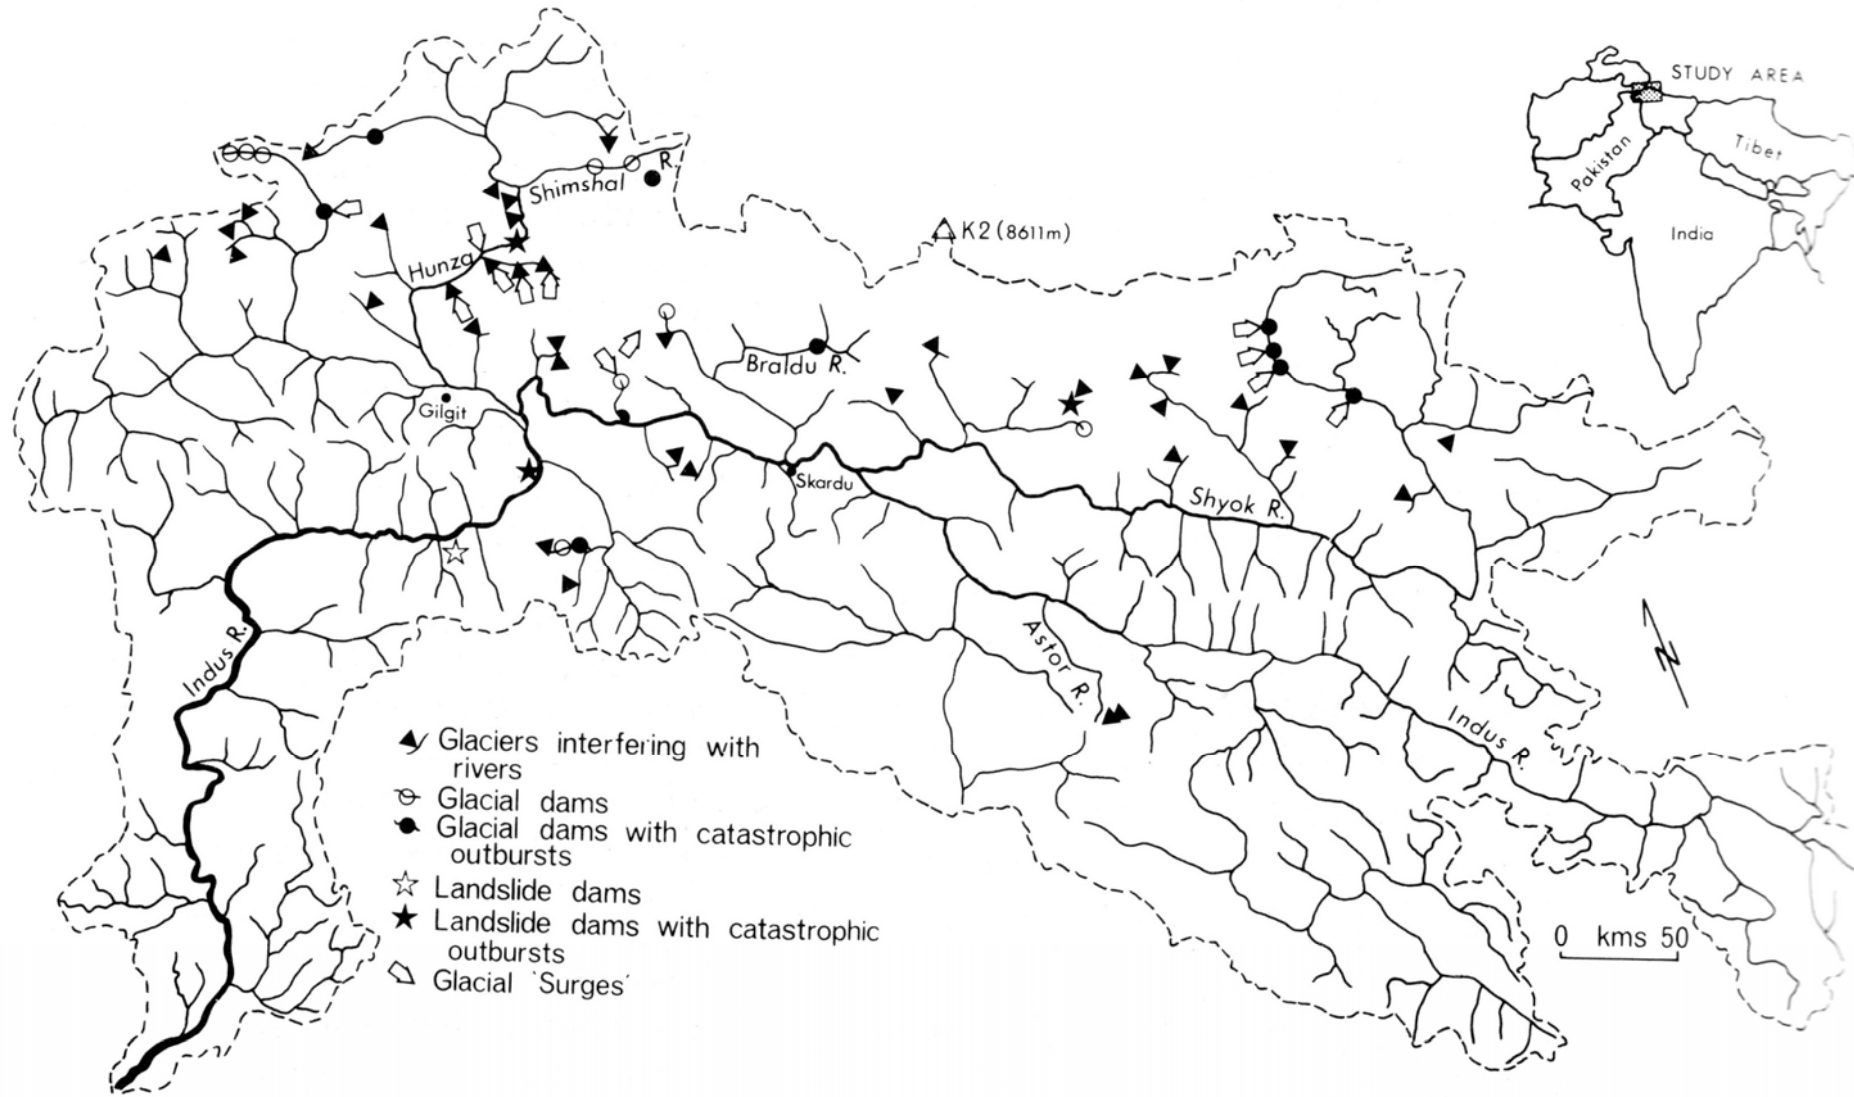 STUDY AREA
Tibet
Pakistan
India
R.
Shimshal
K2 (8611m)
Hunza
Braldu R.
Gilgit
Skardu
Shyok R.
Indus R.
Astor R.
Indus R.
N
Glaciers interfering with
rivers
Glacial dams
Glacial dams with catastrophic
outbursts
Landslide dams
Landslide dams with catastrophic
outbursts
Glacial 'Surges'
0 kms 50